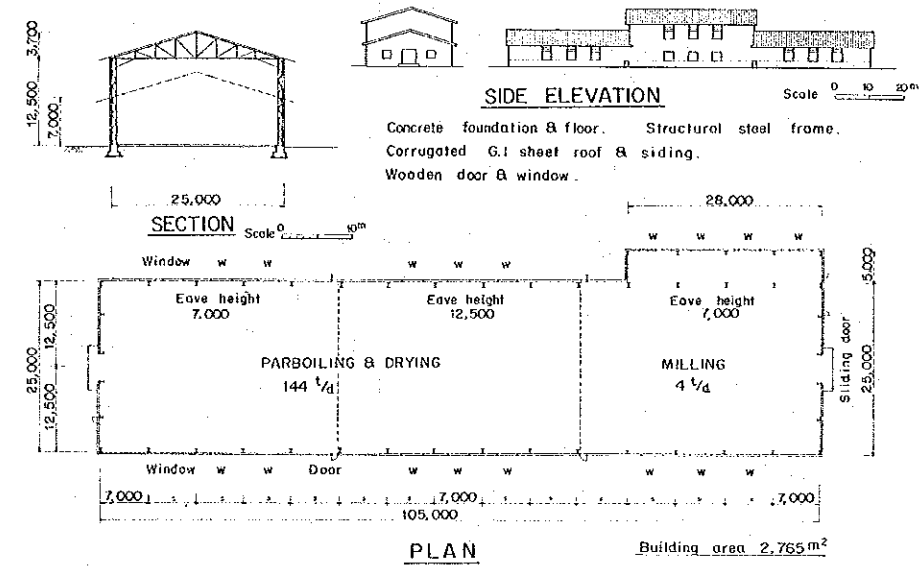 3,700
12,500
7,000
25,000
SECTION Scale 0 10m
SIDE ELEVATION
Scale 0 10 20m
Concrete foundation & floor. Structural steel frame.
Corrugated G.I sheet roof & siding.
Wooden door & window.
28,000
W W W W
Window W W W W W
5,000
25,000
12,500
12,500
Eave height
7,000
Eave height
12,500
Eave height
7,000
25,000
PARBOILING & DRYING
144 t/d
MILLING
4 t/d
Sliding door
Window W W Door W W W W W W
7,000 7,000 7,000
105,000
PLAN
Building area 2,765 m²